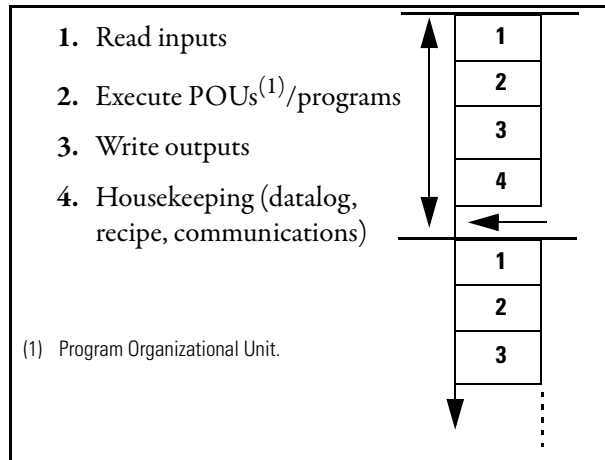 1. Read inputs
2. Execute POUs(1)/programs
3. Write outputs
4. Housekeeping (datalog,
recipe, communications)
(1) Program Organizational Unit.
1
2
3
4
1
2
3